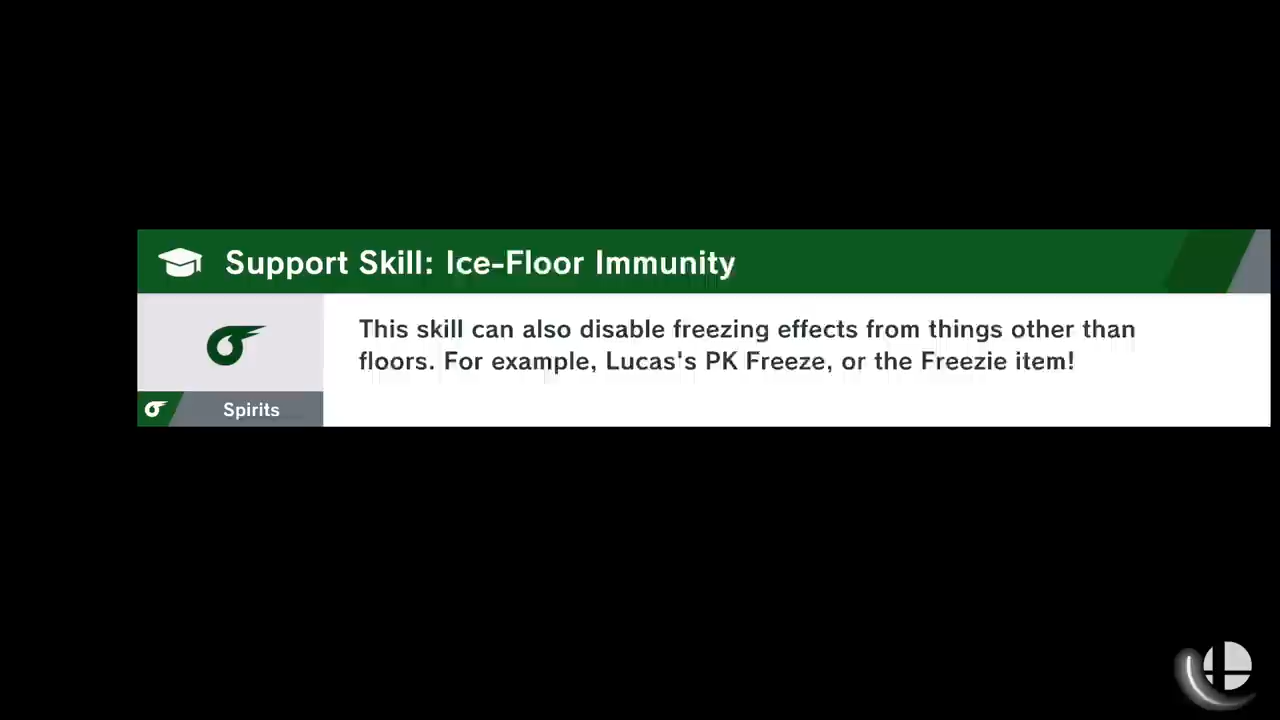 Support Skill: Ice-Floor Immunity
This skill can also disable freezing effects from things other than
floors. For example, Lucas's PK Freeze, or the Freezie item!
Spirits